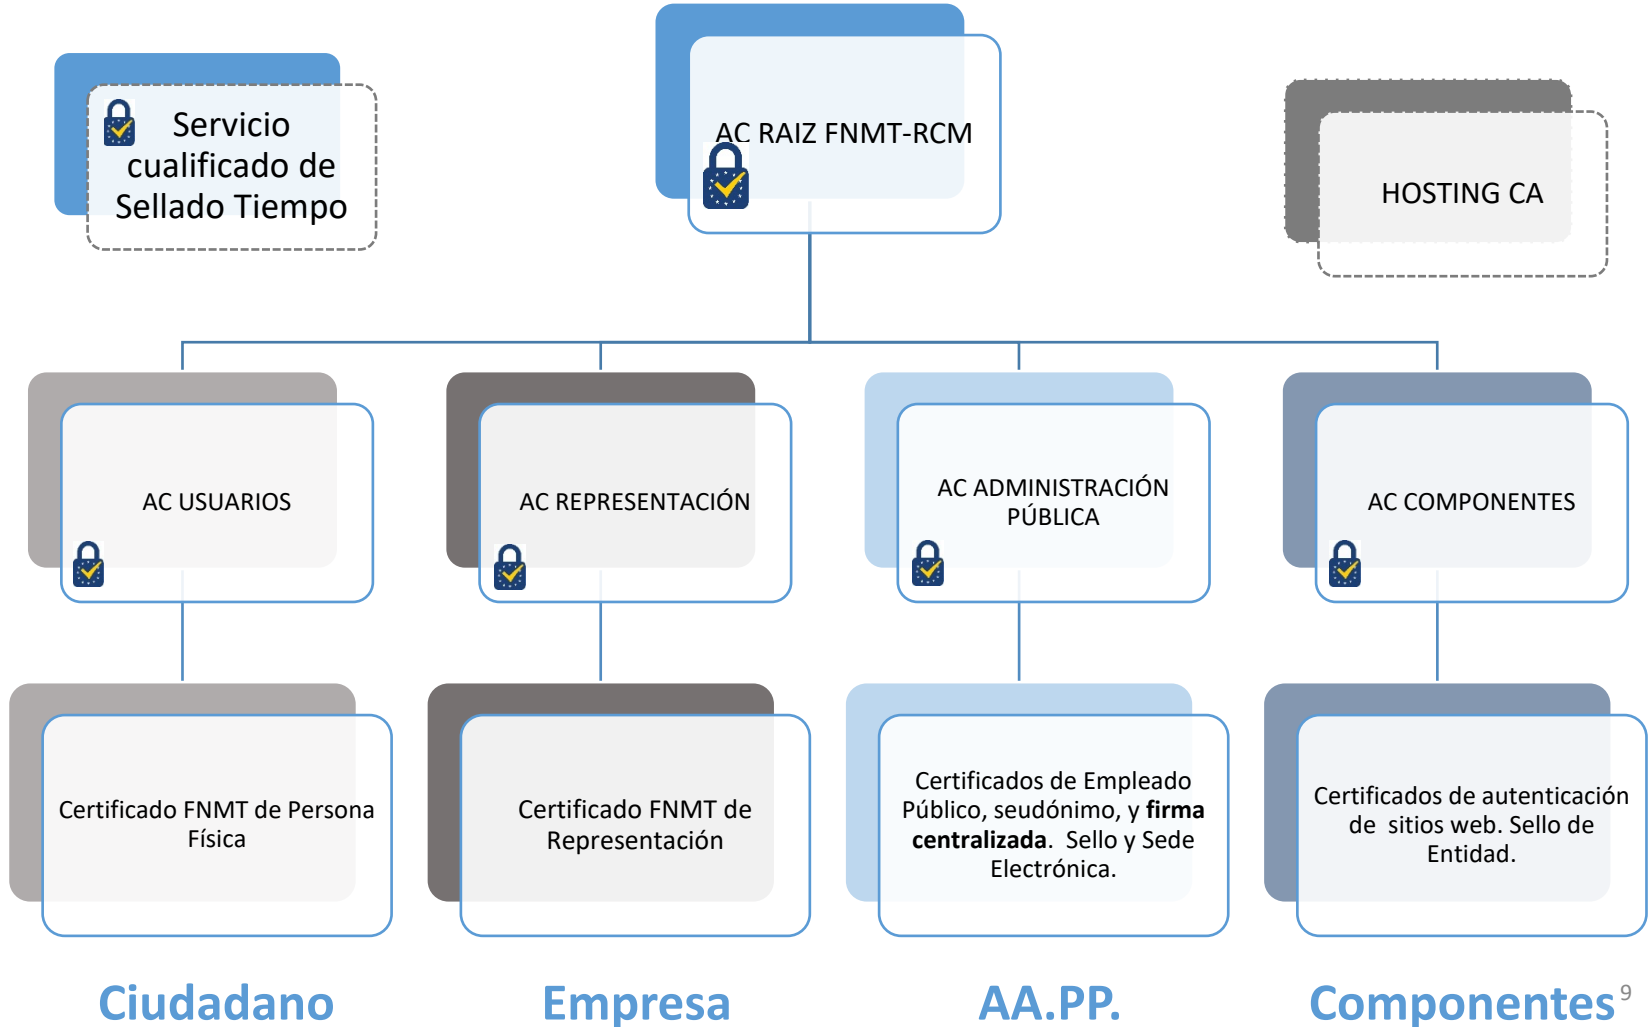 Servicio
cualificado de
Sellado Tiempo
AC RAIZ FNMT-RCM
HOSTING CA
AC USUARIOS
AC REPRESENTACIÓN
AC ADMINISTRACIÓN
PÚBLICA
AC COMPONENTES
Certificado FNMT de Persona
Física
Certificado FNMT de
Representación
Certificados de Empleado
Público, seudónimo, y firma
centralizada. Sello y Sede
Electrónica.
Certificados de autenticación
de sitios web. Sello de
Entidad.
Ciudadano
Empresa
AA.PP.
Componentes
9